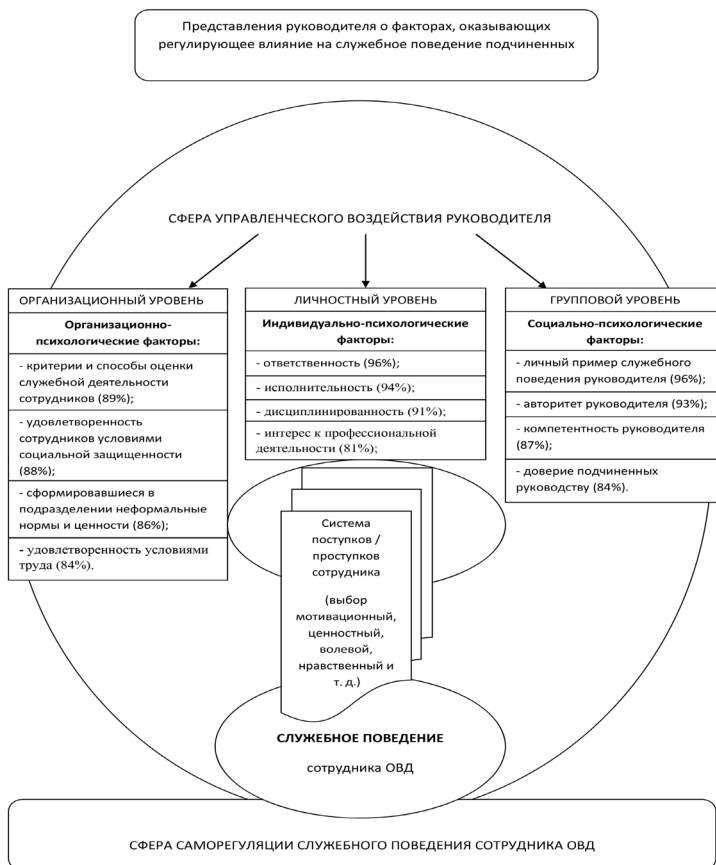 Представления руководителя о факторах, оказывающих
регулирующее влияние на служебное поведение подчиненных
СФЕРА УПРАВЛЕНЧЕСКОГО ВОЗДЕЙСТВИЯ РУКОВОДИТЕЛЯ
ОРГАНИЗАЦИОННЫЙ УРОВЕНЬ
Организационно-
психологические факторы:
- критерии и способы оценки
служебной деятельности
сотрудников (89%);
- удовлетворенность
сотрудников условиями
социальной защищенности
(88%);
- сформировавшиеся в
подразделении неформальные
нормы и ценности (86%);
- удовлетворенность условиями
труда (84%).
ЛИЧНОСТНЫЙ УРОВЕНЬ
Индивидуально-психологические
факторы:
- ответственность (96%);
- исполнительность (94%);
- дисциплинированность (91%);
- интерес к профессиональной
деятельности (81%);
ГРУППОВОЙ УРОВЕНЬ
Социально-психологические
факторы:
- личный пример служебного
поведения руководителя (96%);
- авторитет руководителя (93%);
- компетентность руководителя
(87%);
- доверие подчиненных
руководству (84%).
Система
поступков /
проступков
сотрудника
(выбор
мотивационный,
ценностный,
волевой,
нравственный и
т. д.)
СЛУЖЕБНОЕ ПОВЕДЕНИЕ
сотрудника ОВД
СФЕРА САМОРЕГУЛЯЦИИ СЛУЖЕБНОГО ПОВЕДЕНИЯ СОТРУДНИКА ОВД